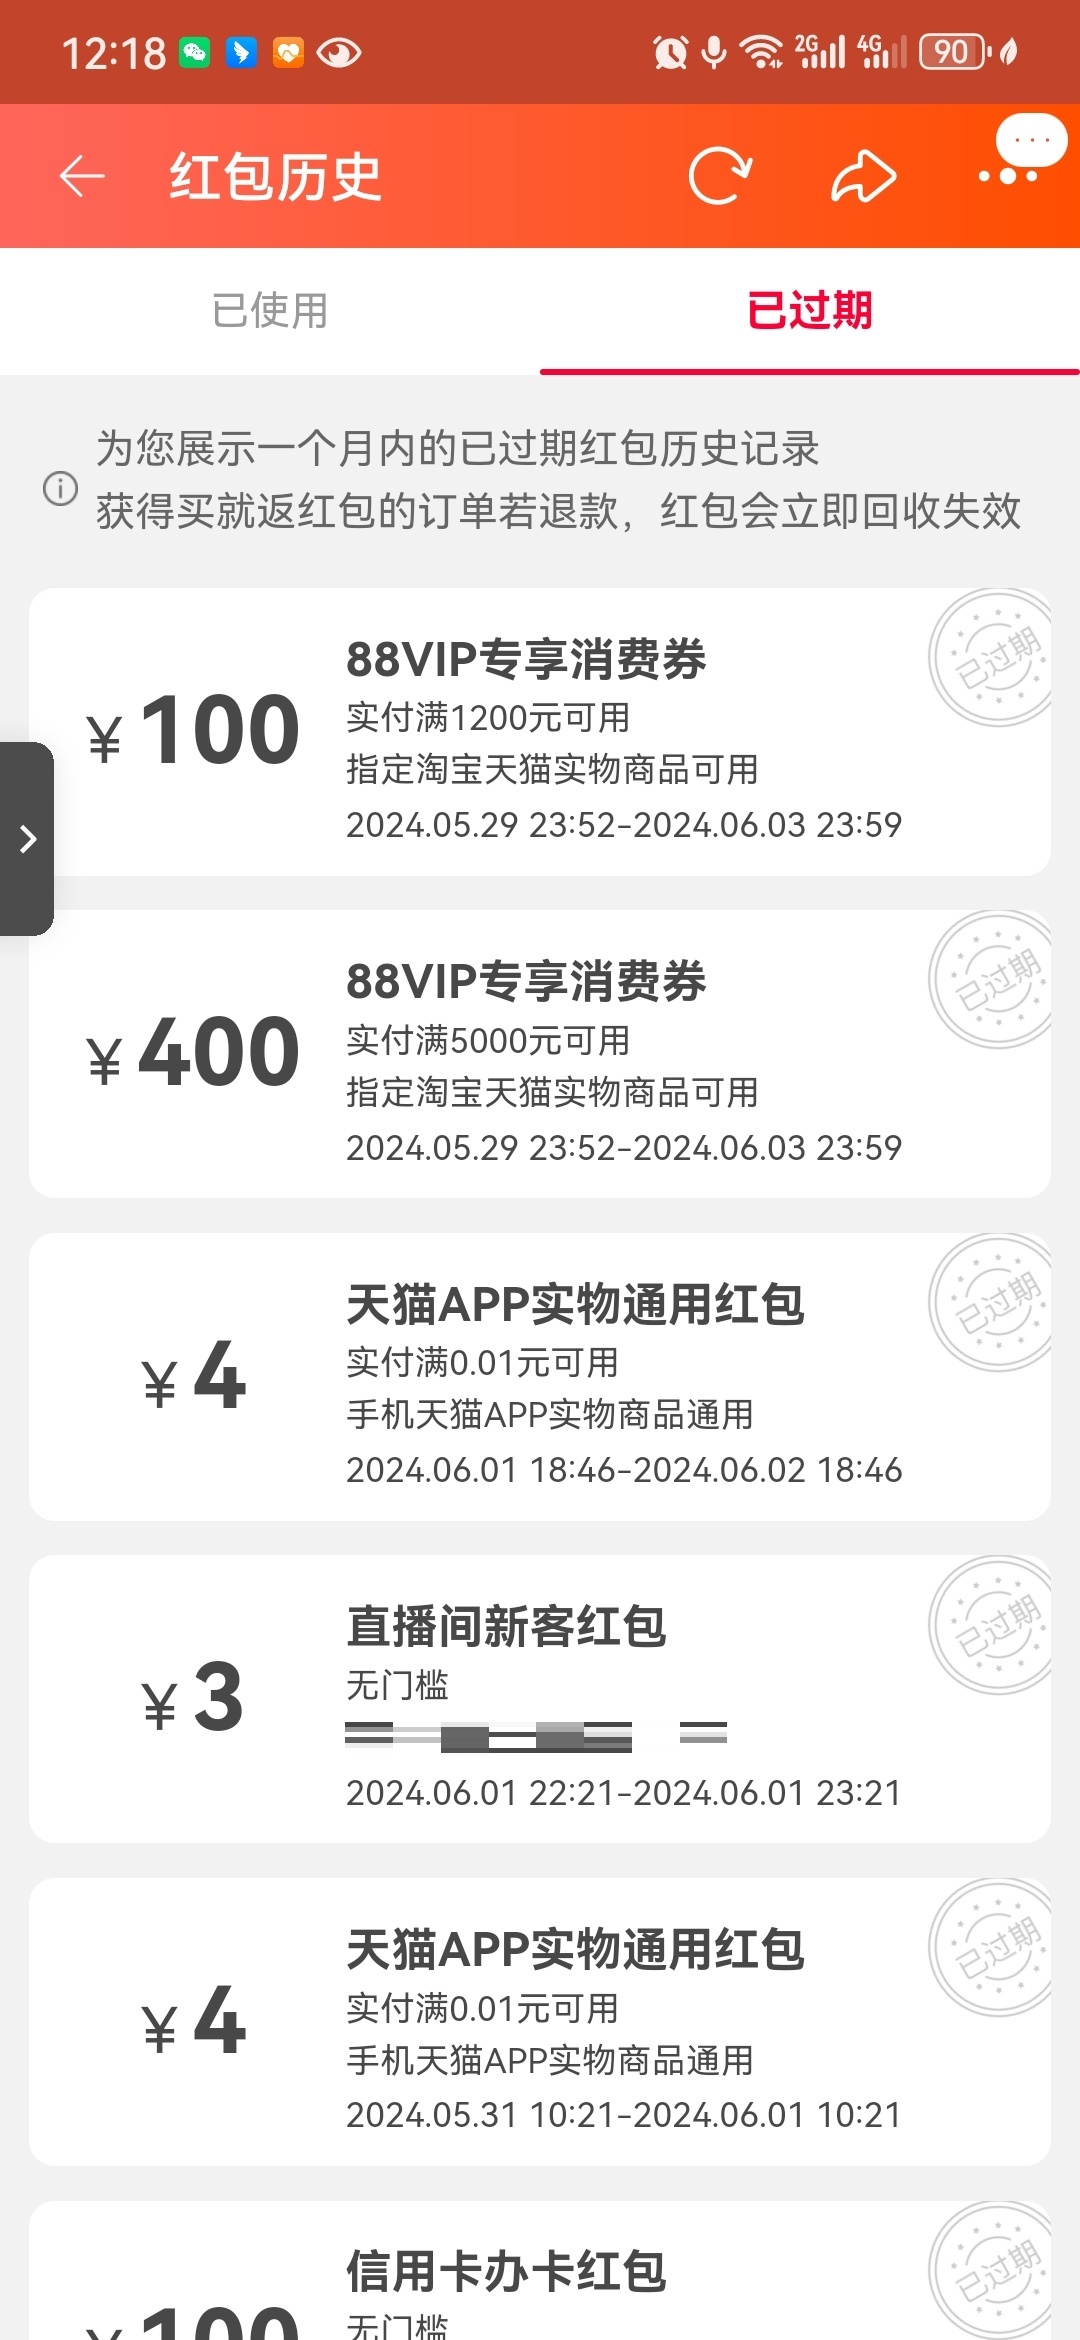 12:18
2G
4G
90
红包历史
已使用
已过期
为您展示一个月内的已过期红包历史记录
获得买就返红包的订单若退款，红包会立即回收失效
已过期
88VIP专享消费券
¥100
实付满1200元可用
指定淘宝天猫实物商品可用
2024.05.29 23:52-2024.06.03 23:59
已过期
88VIP专享消费券
¥400
实付满5000元可用
指定淘宝天猫实物商品可用
2024.05.29 23:52-2024.06.03 23:59
已过期
天猫APP实物通用红包
¥4
实付满0.01元可用
手机天猫APP实物商品通用
2024.06.01 18:46-2024.06.02 18:46
已过期
直播间新客红包
¥3
无门槛
2024.06.01 22:21-2024.06.01 23:21
已过期
天猫APP实物通用红包
¥4
实付满0.01元可用
手机天猫APP实物商品通用
2024.05.31 10:21-2024.06.01 10:21
已过期
信用卡办卡红包
¥100
无门槛